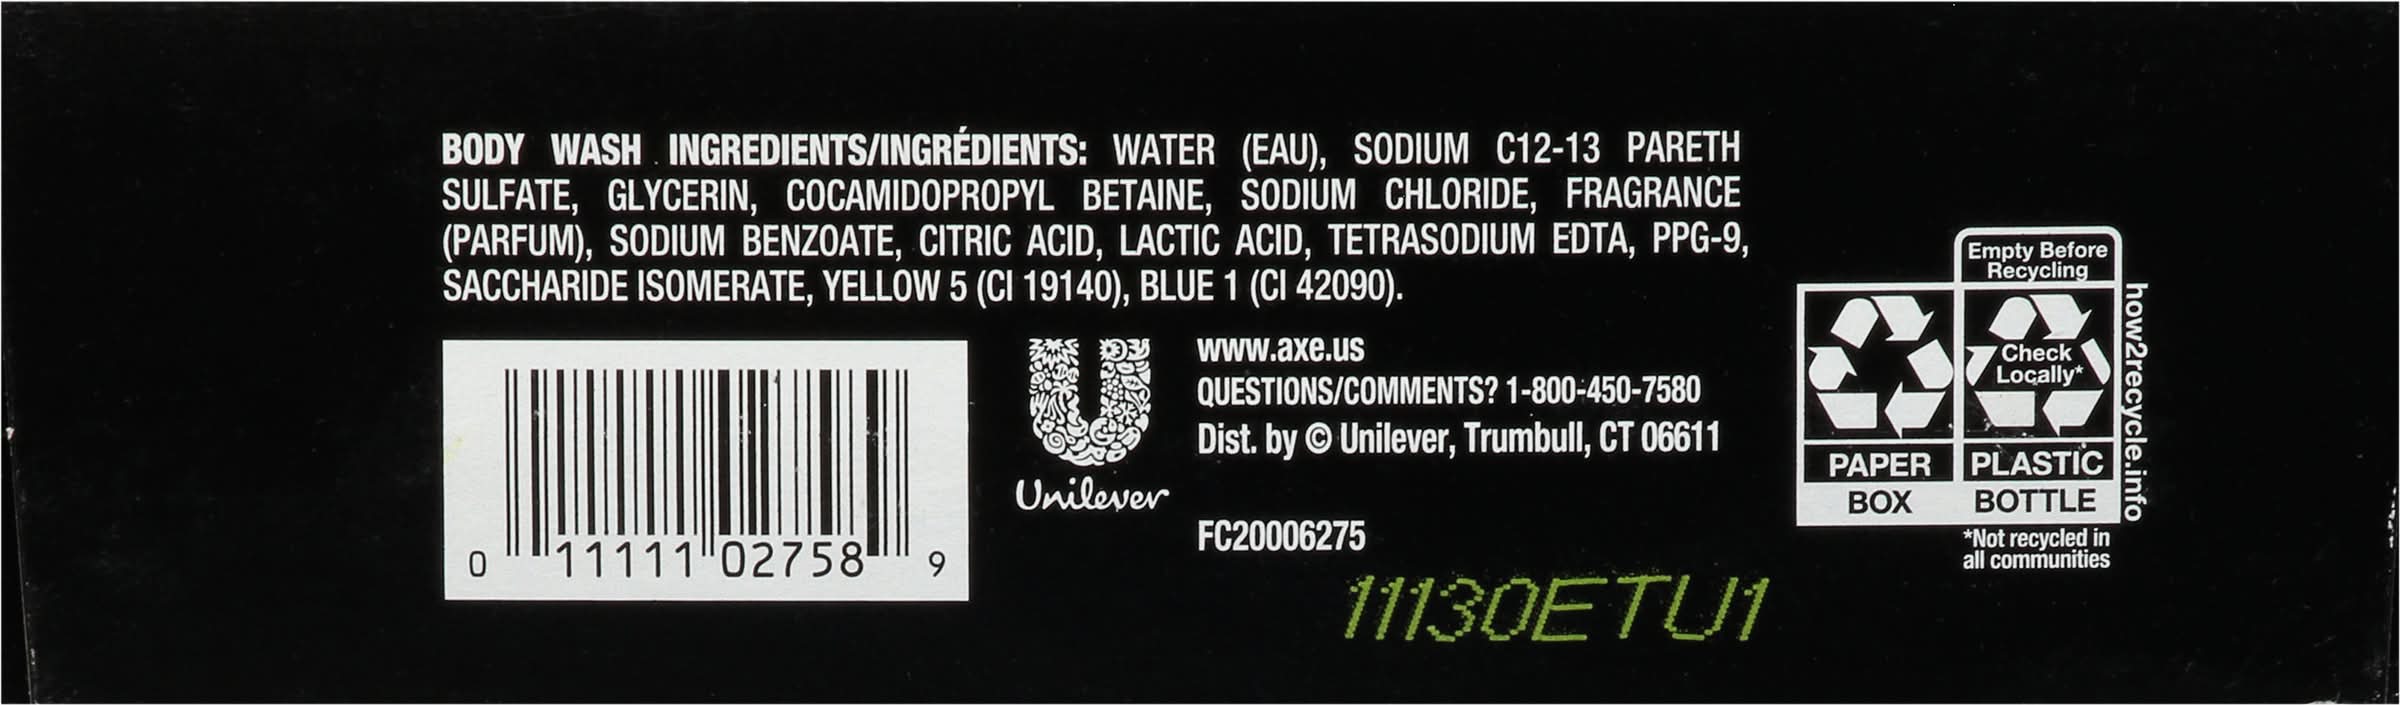 BODY WASH INGREDIENTS/INGRÉDIENTS: WATER (EAU), SODIUM C12-13 PARETH
SULFATE, GLYCERIN, COCAMIDOPROPYL BETAINE, SODIUM CHLORIDE, FRAGRANCE
(PARFUM), SODIUM BENZOATE, CITRIC ACID, LACTIC ACID, TETRASODIUM EDTA, PPG-9,
SACCHARIDE ISOMERATE, YELLOW 5 (CI 19140), BLUE 1 (CI 42090).
0 11111 02758 9
Unilever
www.axe.us
QUESTIONS/COMMENTS? 1-800-450-7580
Dist. by © Unilever, Trumbull, CT 06611
FC20006275
11130ETU1
Empty Before
Recycling
Check
Locally*
PAPER
BOX
PLASTIC
BOTTLE
how2recycle.info
*Not recycled in
all communities